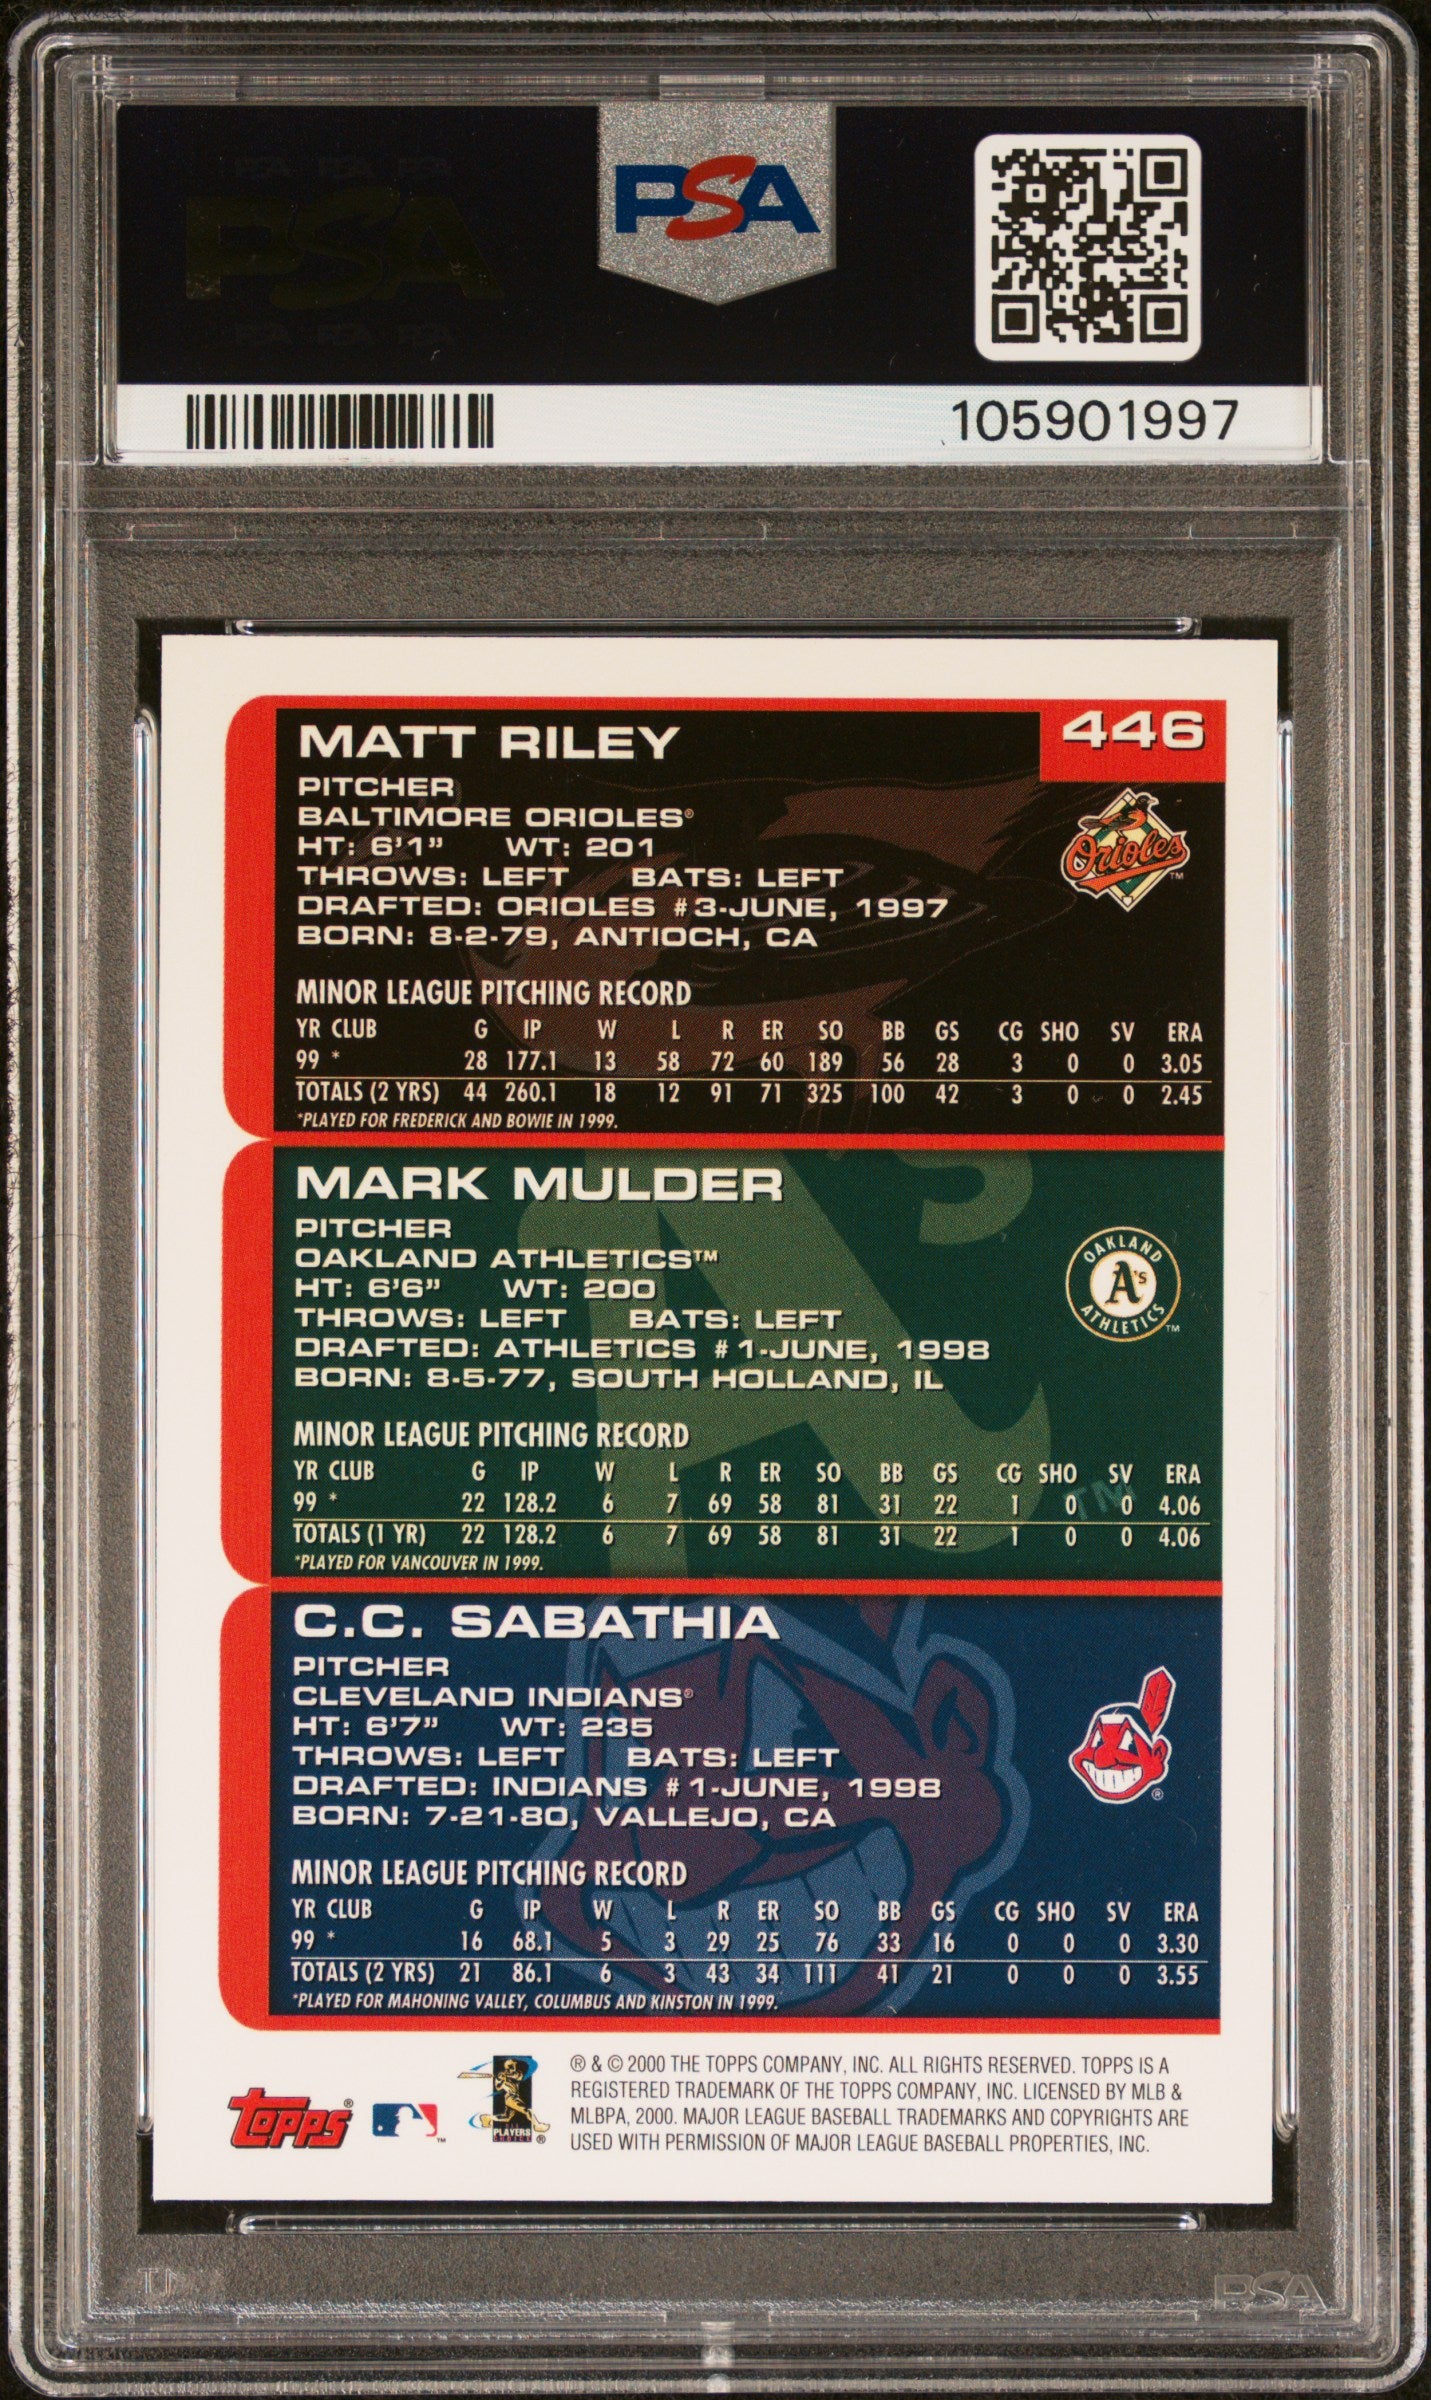 PSA PSA PSA
PSA
PSA
PSA PSA PSA
105901997
446
MATT RILEY
PITCHER
BALTIMORE ORIOLES®
HT: 6'1" WT: 201
THROWS: LEFT BATS: LEFT
DRAFTED: ORIOLES #3-JUNE, 1997
BORN: 8-2-79, ANTIOCH, CA
Orioles™
MINOR LEAGUE PITCHING RECORD
YR CLUB G IP W L R ER SO BB GS CG SHO SV ERA
99 * 28 177.1 13 58 72 60 189 56 28 3 0 0 3.05
TOTALS (2 YRS) 44 260.1 18 12 91 71 325 100 42 3 0 0 2.45
*PLAYED FOR FREDERICK AND BOWIE IN 1999.
MARK MULDER
PITCHER
OAKLAND ATHLETICS™
HT: 6'6" WT: 200
THROWS: LEFT BATS: LEFT
DRAFTED: ATHLETICS #1-JUNE, 1998
BORN: 8-5-77, SOUTH HOLLAND, IL
OAKLAND A's ATHLETICS™
A's™
MINOR LEAGUE PITCHING RECORD
YR CLUB G IP W L R ER SO BB GS CG SHO SV ERA
99 * 22 128.2 6 7 69 58 81 31 22 1 0 0 4.06
TOTALS (1 YR) 22 128.2 6 7 69 58 81 31 22 1 0 0 4.06
*PLAYED FOR VANCOUVER IN 1999.
C.C. SABATHIA
PITCHER
CLEVELAND INDIANS®
HT: 6'7" WT: 235
THROWS: LEFT BATS: LEFT
DRAFTED: INDIANS #1-JUNE, 1998
BORN: 7-21-80, VALLEJO, CA
®
MINOR LEAGUE PITCHING RECORD
YR CLUB G IP W L R ER SO BB GS CG SHO SV ERA
99 * 16 68.1 5 3 29 25 76 33 16 0 0 0 3.30
TOTALS (2 YRS) 21 86.1 6 3 43 34 111 41 21 0 0 0 3.55
*PLAYED FOR MAHONING VALLEY, COLUMBUS AND KINSTON IN 1999.
® & © 2000 THE TOPPS COMPANY, INC. ALL RIGHTS RESERVED. TOPPS IS A
REGISTERED TRADEMARK OF THE TOPPS COMPANY, INC. LICENSED BY MLB &
MLBPA, 2000. MAJOR LEAGUE BASEBALL TRADEMARKS AND COPYRIGHTS ARE
USED WITH PERMISSION OF MAJOR LEAGUE BASEBALL PROPERTIES, INC.
Topps®
™
PLAYERS
CHOICE ®
PSA